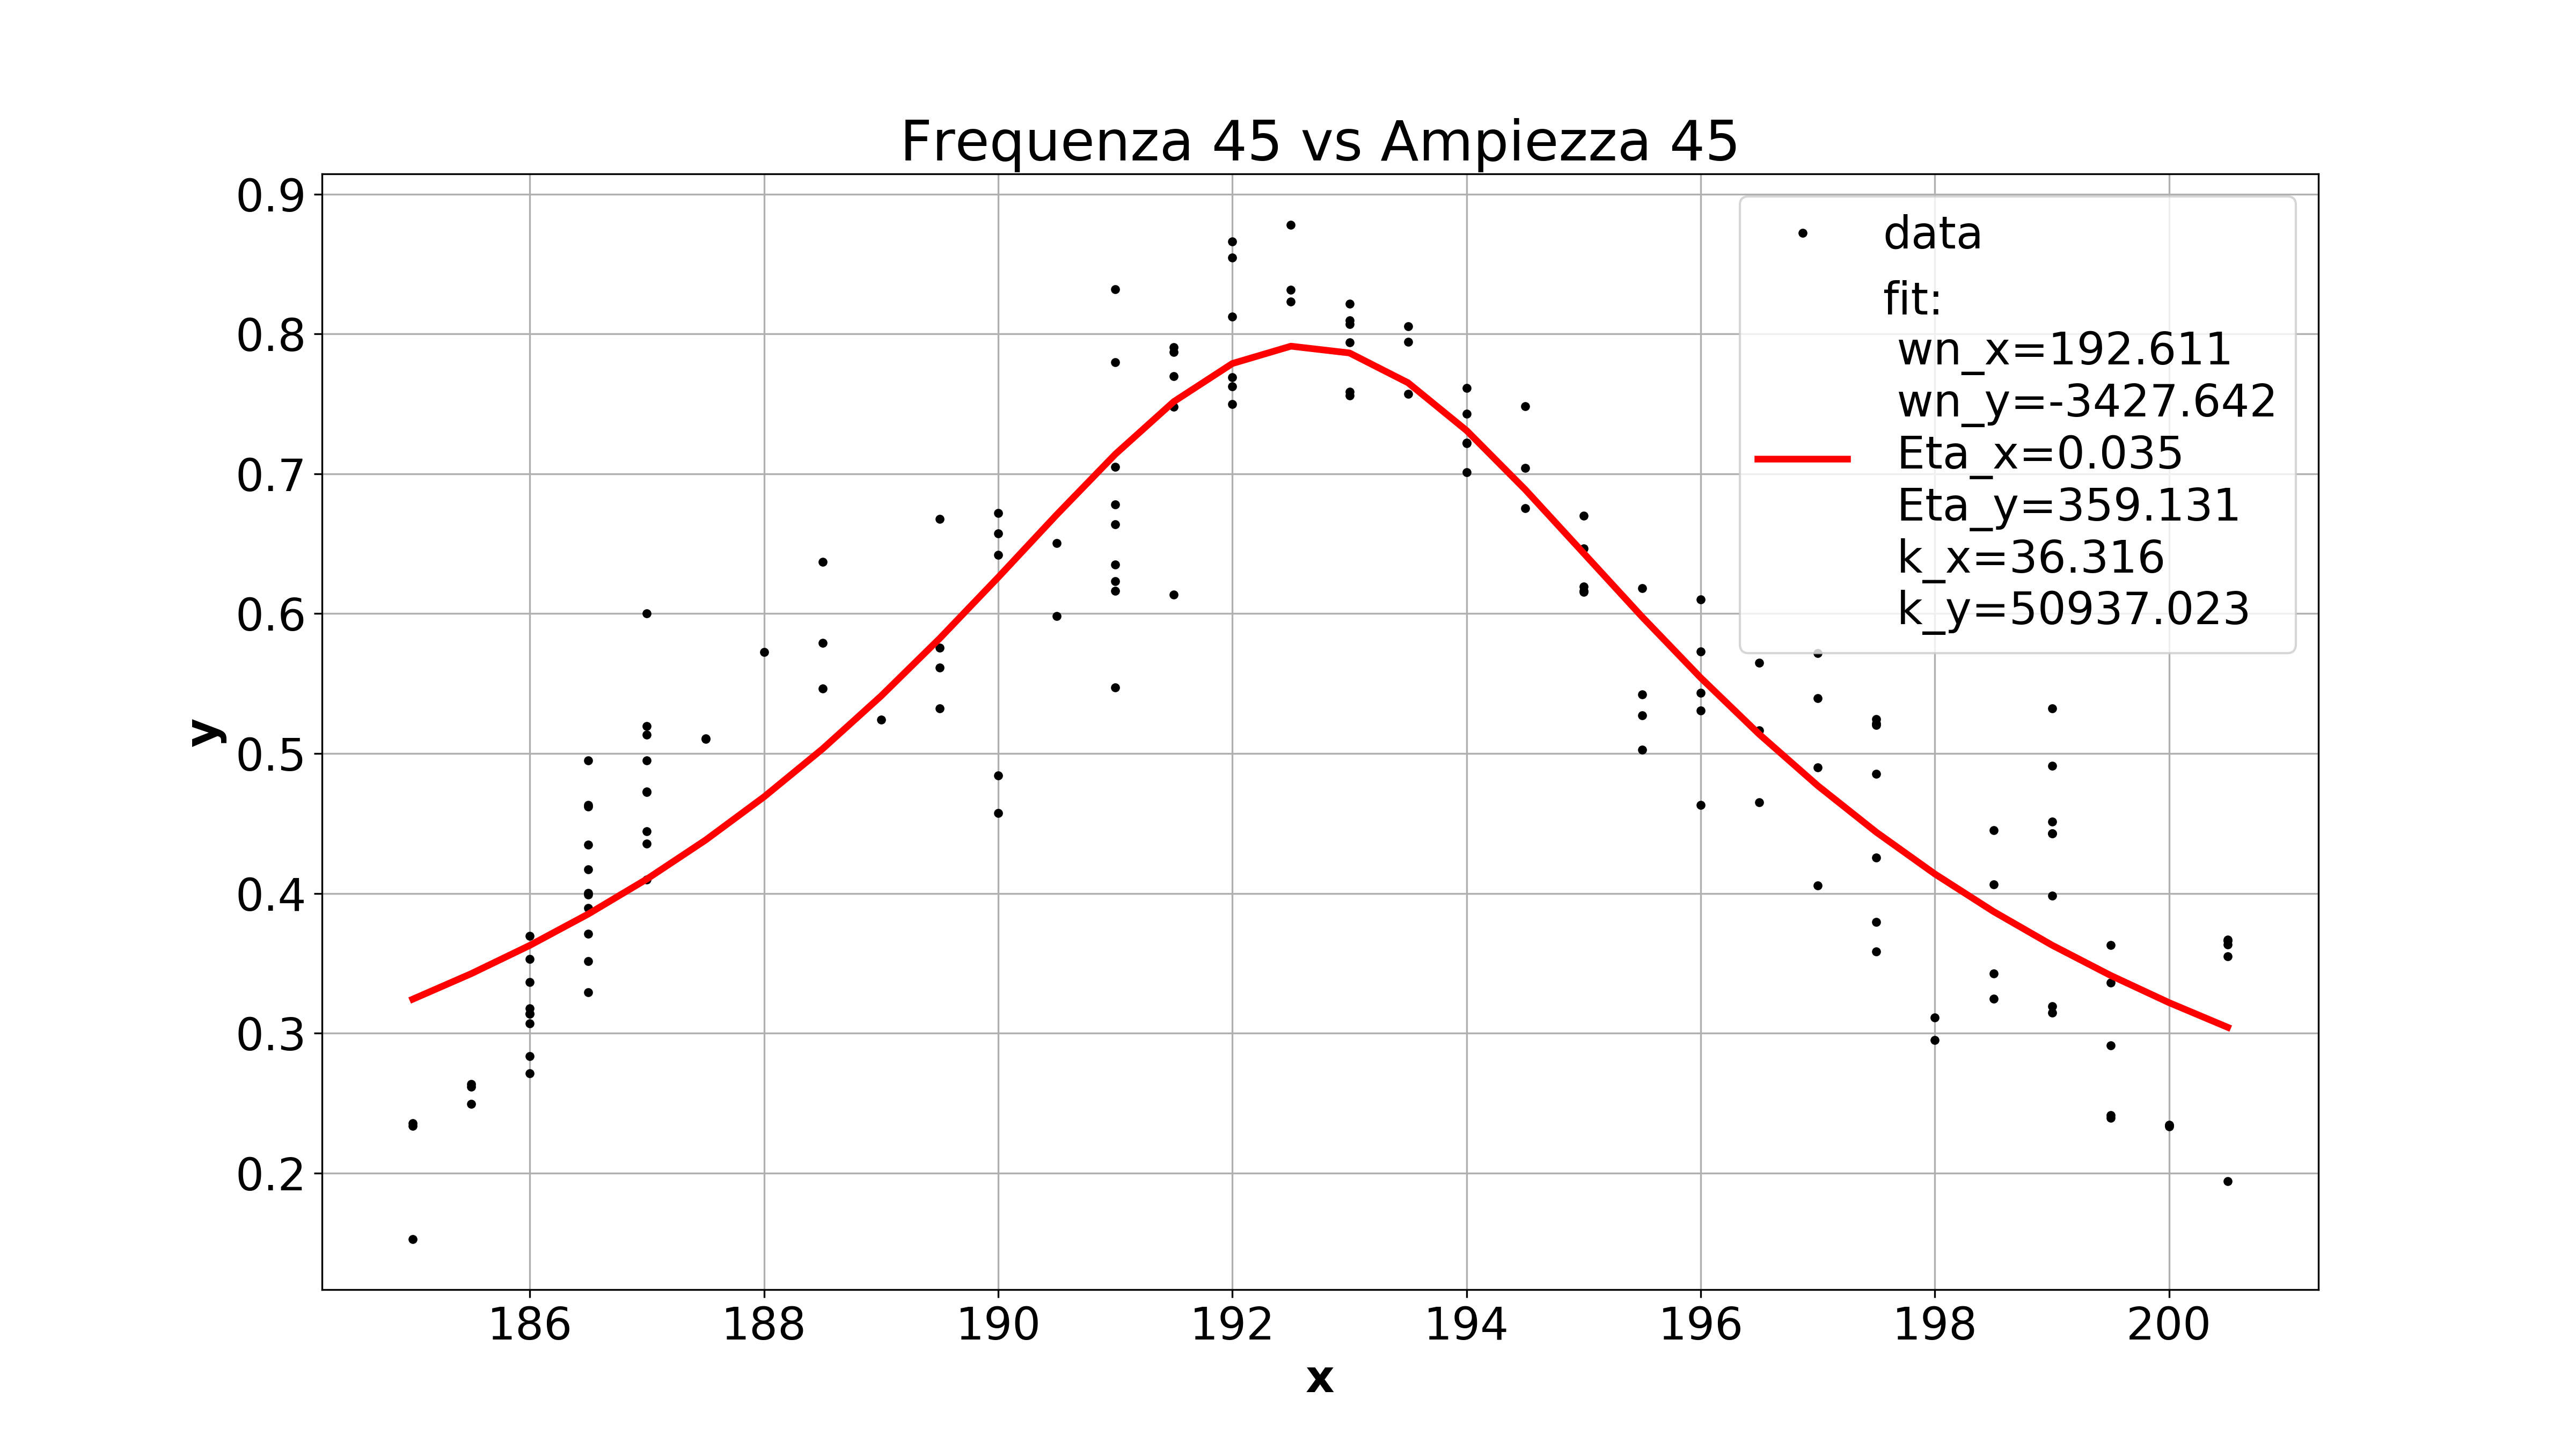 Frequenza 45 vs Ampiezza 45
0.9
0.8
0.7
0.6
0.5
0.4
0.3
0.2
y
data
fit:
wn_x=192.611
wn_y=-3427.642
Eta_x=0.035
Eta_y=359.131
k_x=36.316
k_y=50937.023
186 188 190 192 194 196 198 200
x